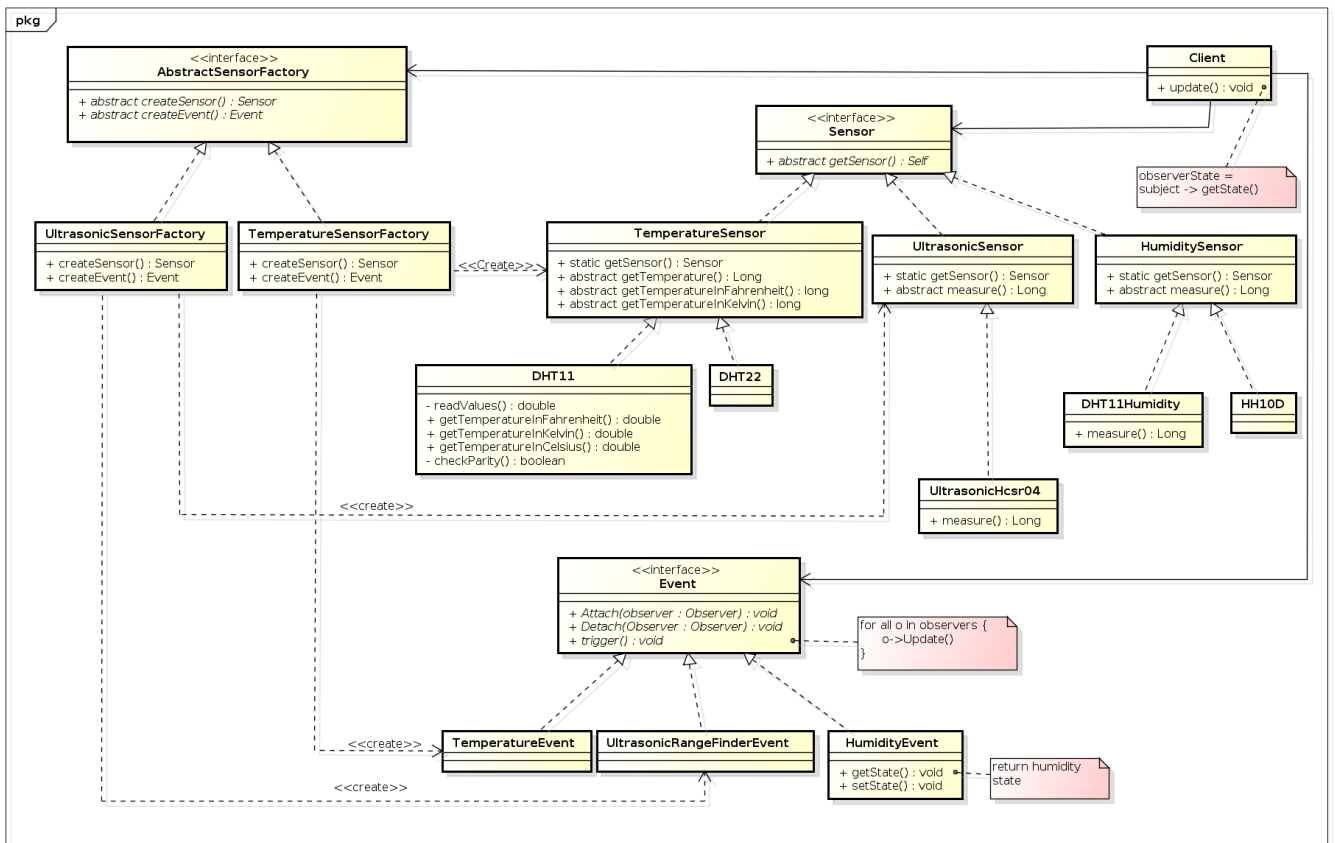 pkg
<<interface>>
AbstractSensorFactory
+ abstract createSensor() : Sensor
+ abstract createEvent() : Event
Client
+ update() : void
<<interface>>
Sensor
+ abstract getSensor() : Self
observerState =
subject -> getState()
UltrasonicSensorFactory
+ createSensor() : Sensor
+ createEvent() : Event
TemperatureSensorFactory
+ createSensor() : Sensor
+ createEvent() : Event
<<Create>>
TemperatureSensor
+ static getSensor() : Sensor
+ abstract getTemperature() : Long
+ abstract getTemperatureInFahrenheit() : long
+ abstract getTemperatureInKelvin() : long
UltrasonicSensor
+ static getSensor() : Sensor
+ abstract measure() : Long
HumiditySensor
+ static getSensor() : Sensor
+ abstract measure() : Long
DHT11
- readValues() : double
+ getTemperatureInFahrenheit() : double
+ getTemperatureInKelvin() : double
+ getTemperatureInCelsius() : double
- checkParity() : boolean
DHT22
DHT11Humidity
+ measure() : Long
HH10D
<<create>>
UltrasonicHcsr04
+ measure() : Long
<<interface>>
Event
+ Attach(observer : Observer) : void
+ Detach(Observer : Observer) : void
+ trigger() : void
for all o in observers {
o->Update()
}
<<create>>
TemperatureEvent
UltrasonicRangeFinderEvent
HumidityEvent
+ getState() : void
+ setState() : void
return humidity
state
<<create>>